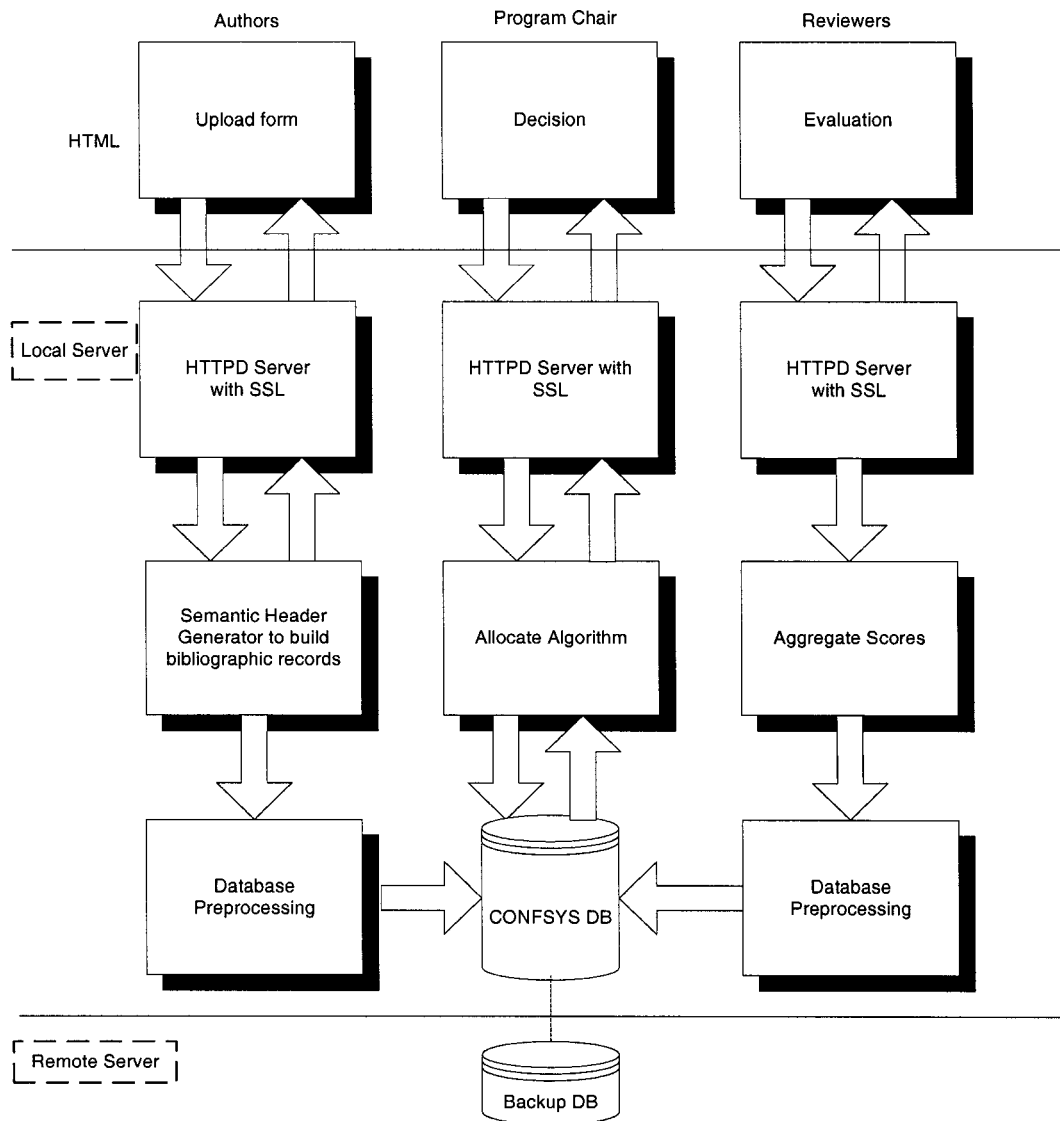 Authors
Program Chair
Reviewers
HTML
Upload form
Decision
Evaluation
Local Server
HTTPD Server
with SSL
HTTPD Server with
SSL
HTTPD Server
with SSL
Semantic Header
Generator to build
bibliographic records
Allocate Algorithm
Aggregate Scores
Database
Preprocessing
CONFSYS DB
Database
Preprocessing
Remote Server
Backup DB